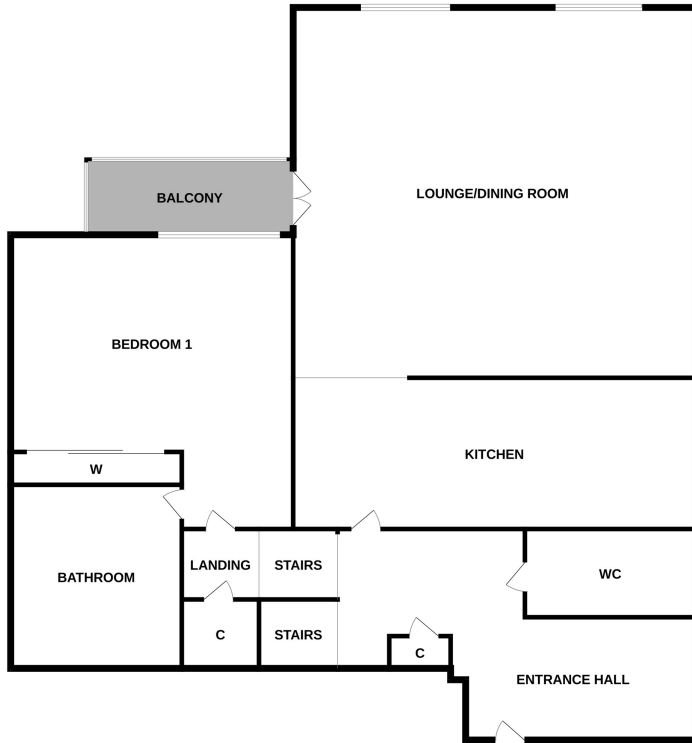 BALCONY
LOUNGE/DINING ROOM
BEDROOM 1
W
KITCHEN
BATHROOM
LANDING
STAIRS
WC
C
STAIRS
C
ENTRANCE HALL